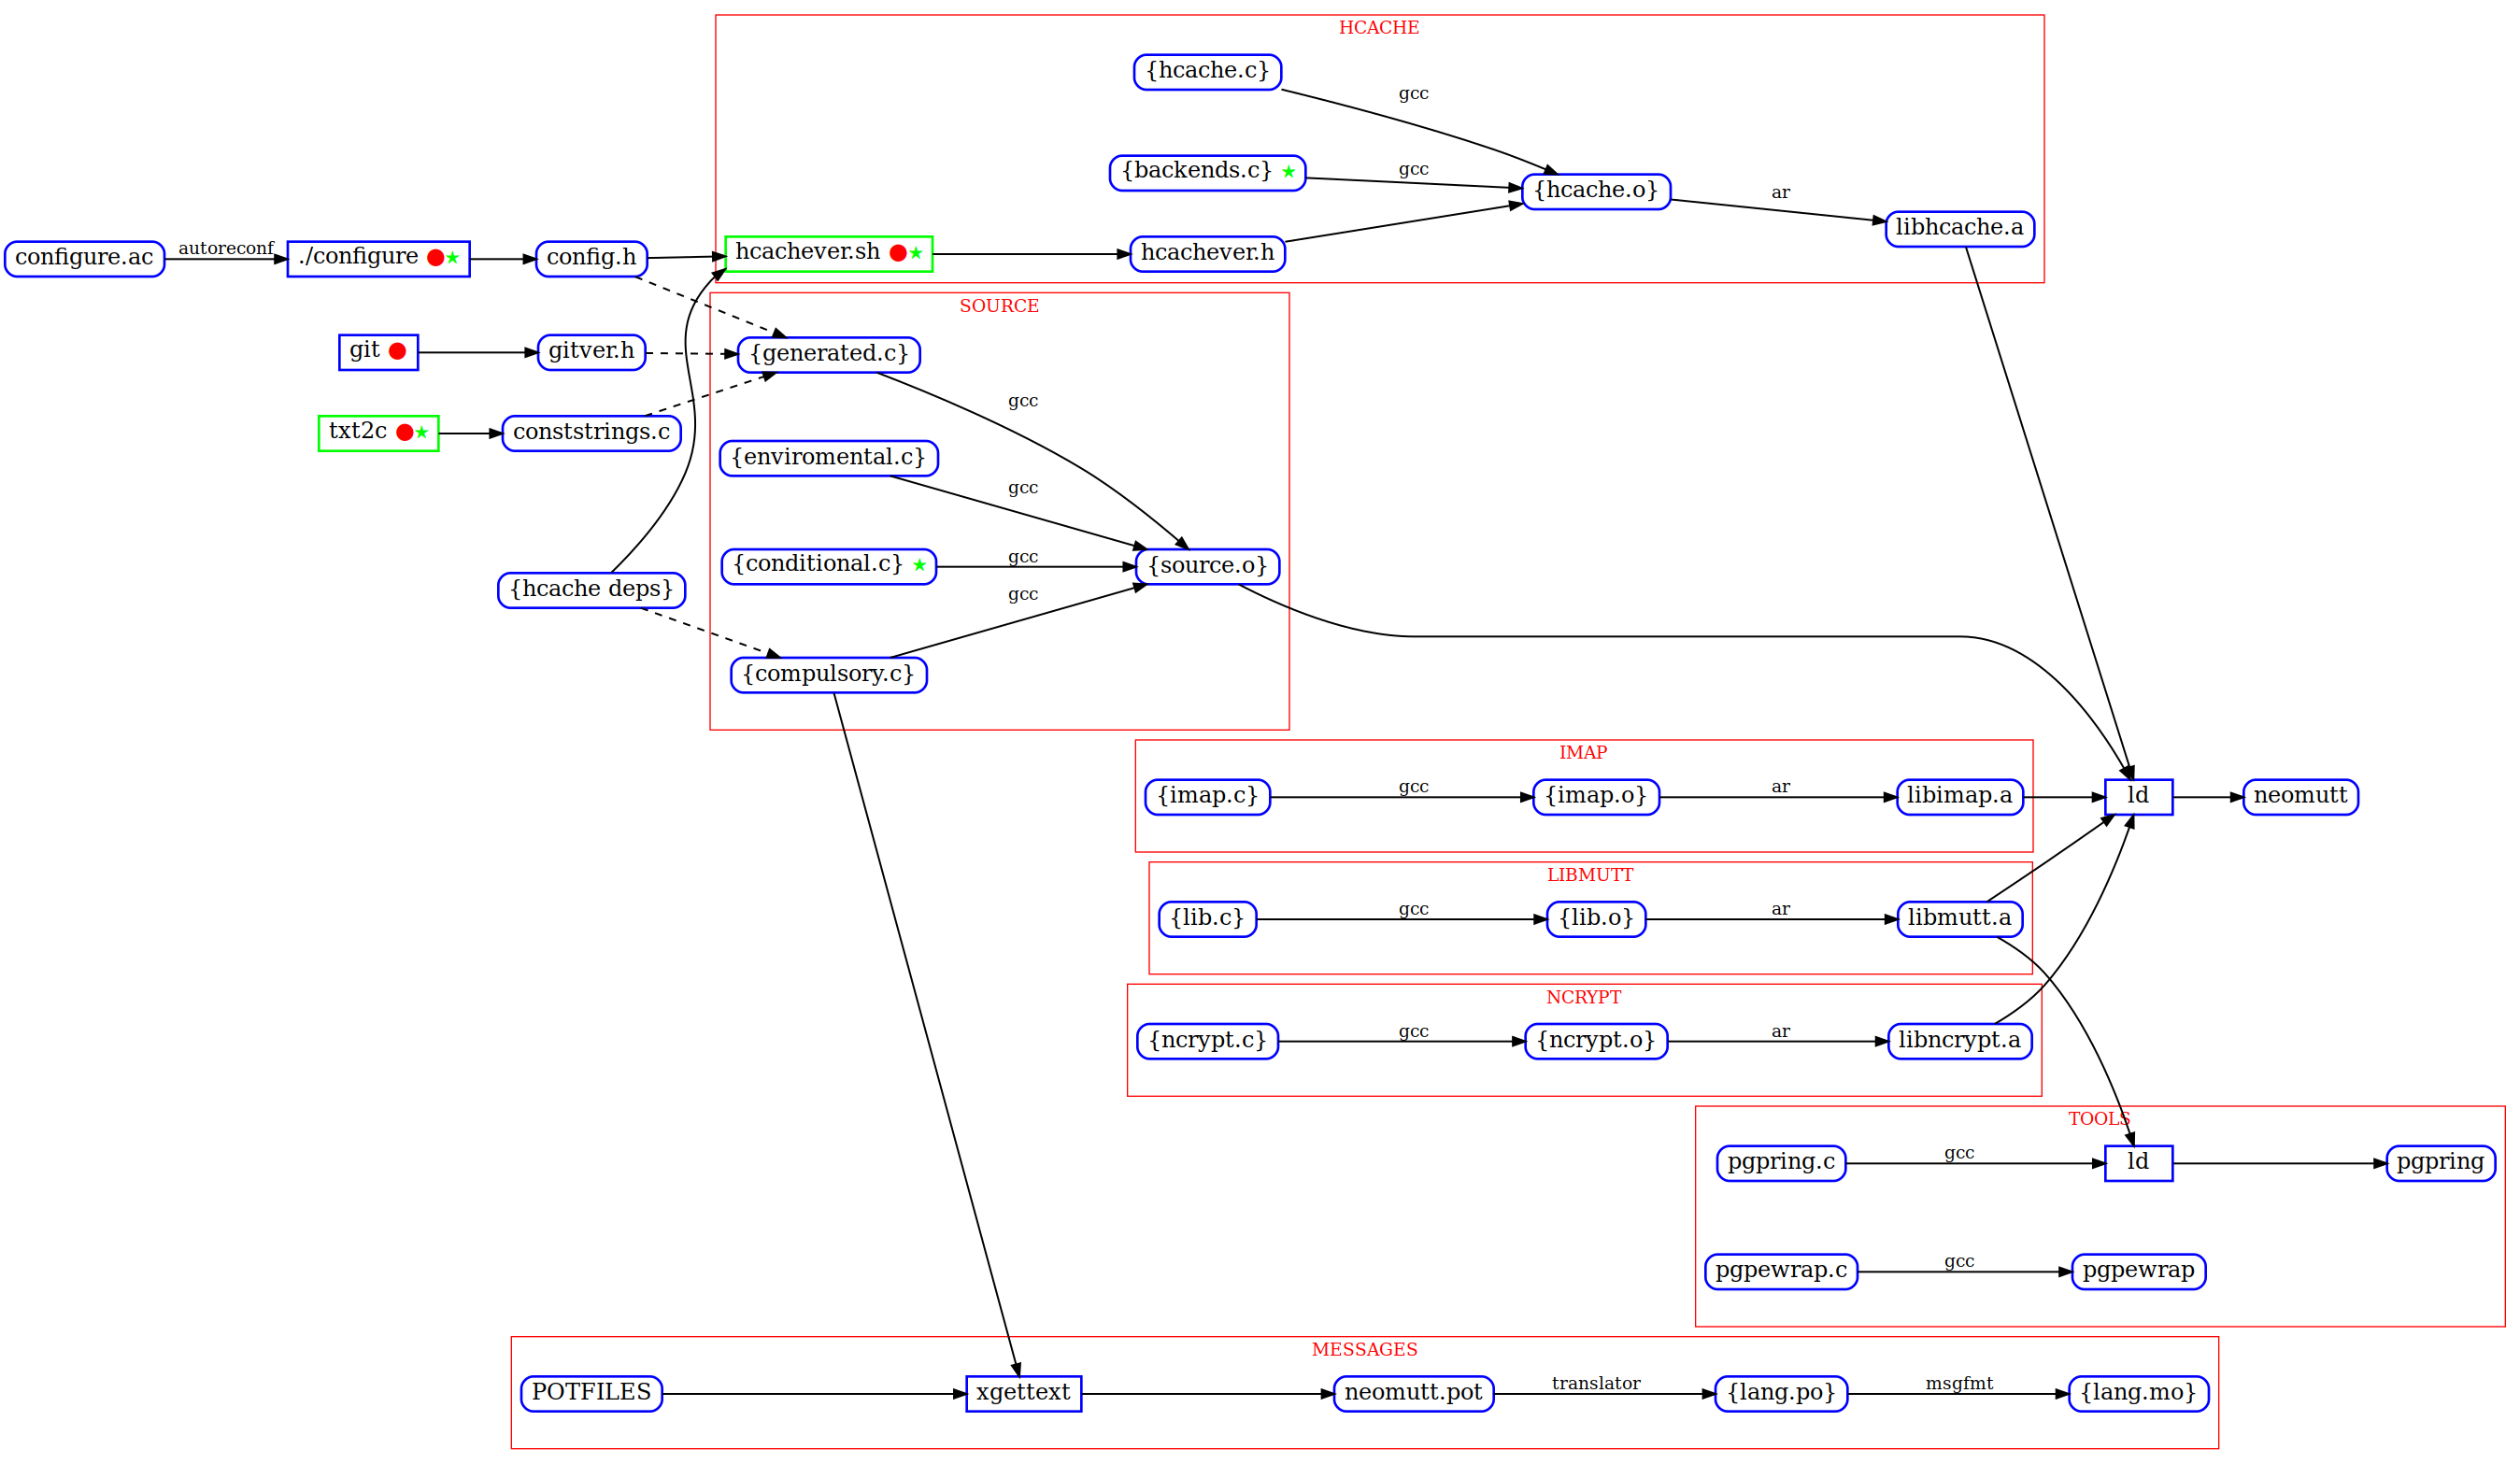 HCACHE
{hcache.c}
gcc
{backends.c} ★
gcc
{hcache.o}
ar
libhcache.a
configure.ac
autoreconf
./configure ●★
config.h
hcachever.sh ●★
hcachever.h
SOURCE
git ●
gitver.h
{generated.c}
gcc
txt2c ●★
conststrings.c
{enviromental.c}
gcc
{conditional.c} ★
gcc
{source.o}
{hcache deps}
gcc
{compulsory.c}
IMAP
{imap.c}
gcc
{imap.o}
ar
libimap.a
ld
neomutt
LIBMUTT
{lib.c}
gcc
{lib.o}
ar
libmutt.a
NCRYPT
{ncrypt.c}
gcc
{ncrypt.o}
ar
libncrypt.a
TOOLS
pgpring.c
gcc
ld
pgpring
pgpewrap.c
gcc
pgpewrap
MESSAGES
POTFILES
xgettext
neomutt.pot
translator
{lang.po}
msgfmt
{lang.mo}